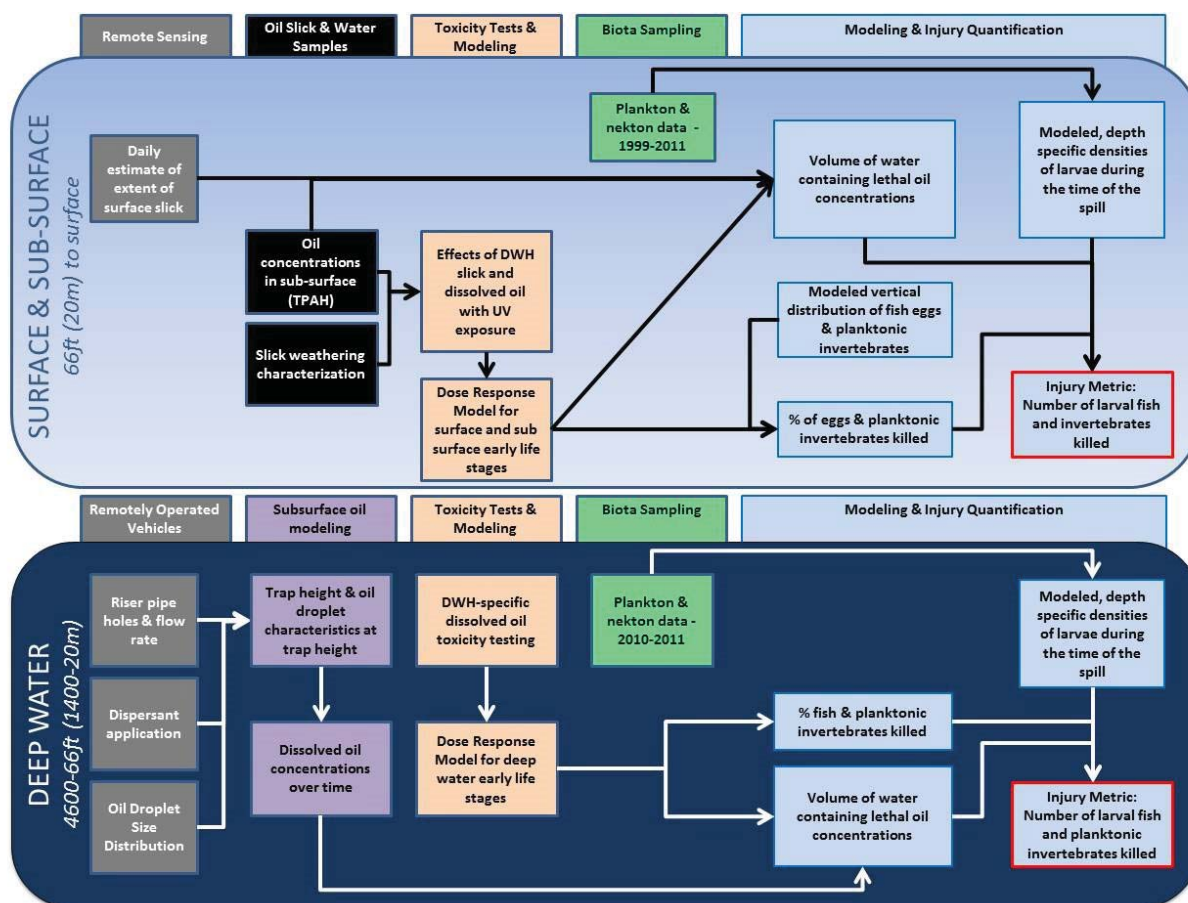 Remote Sensing
Oil Slick & Water
Samples
Toxicity Tests &
Modeling
Biota Sampling
Modeling & Injury Quantification
SURFACE & SUB-SURFACE
66ft (20m) to surface
Daily
estimate of
extent of
surface slick
Oil
concentrations
in sub-surface
(TPAH)
Slick weathering
characterization
Effects of DWH
slick and
dissolved oil
with UV
exposure
Dose Response
Model for
surface and sub
surface early life
stages
Plankton &
nekton data -
1999-2011
Volume of water
containing lethal oil
concentrations
Modeled vertical
distribution of fish eggs
& planktonic
invertebrates
% of eggs & planktonic
invertebrates killed
Modeled, depth
specific densities
of larvae during
the time of the
spill
Injury Metric:
Number of larval fish
and invertebrates
killed
Remotely Operated
Vehicles
Subsurface oil
modeling
Toxicity Tests
& Modeling
Biota Sampling
Modeling & Injury Quantification
DEEP WATER
4600-66ft (1400-20m)
Riser pipe
holes & flow
rate
Dispersant
application
Oil Droplet
Size
Distribution
Trap height & oil
droplet
characteristics at
trap height
Dissolved oil
concentrations
over time
DWH-specific
dissolved oil
toxicity testing
Dose Response
Model for deep
water early life
stages
Plankton &
nekton data -
2010-2011
% fish & planktonic
invertebrates killed
Volume of water
containing lethal oil
concentrations
Modeled, depth
specific densities
of larvae during
the time of the
spill
Injury Metric:
Number of larval fish
and planktonic
invertebrates killed